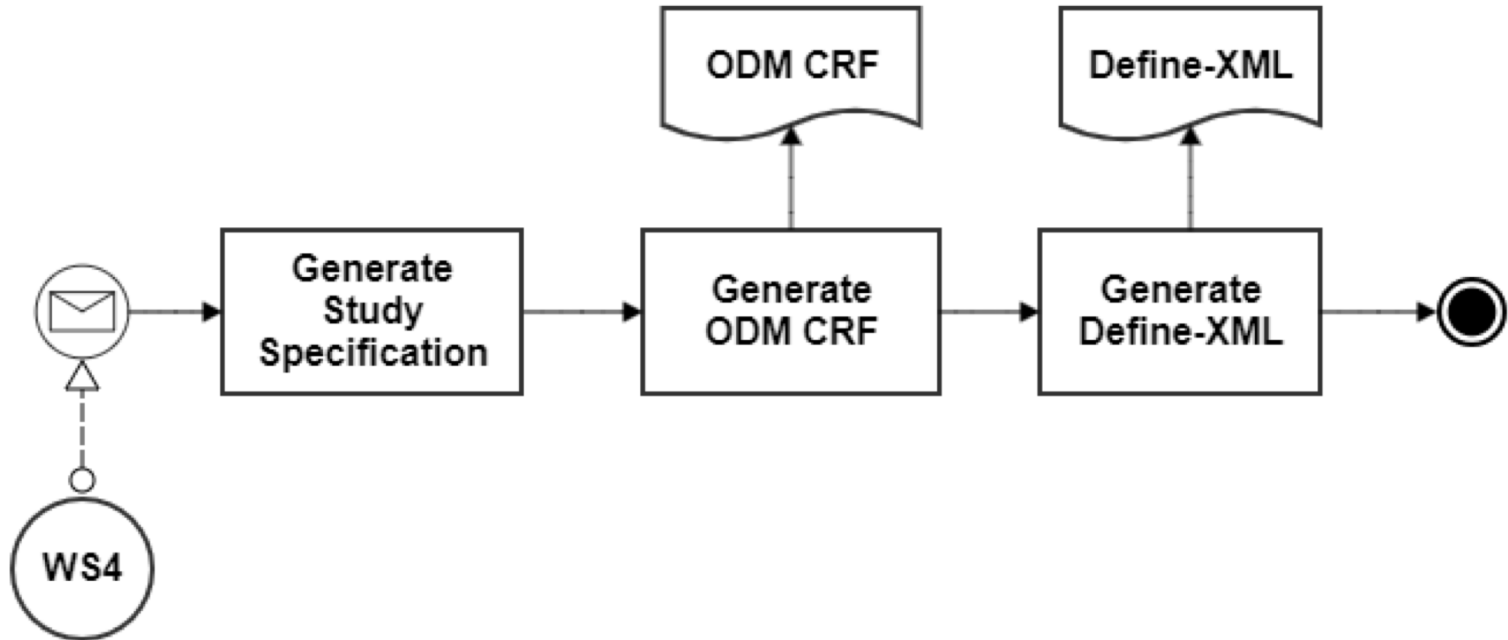 ODM CRF
Define-XML
Generate
Study
Specification
Generate
ODM CRF
Generate
Define-XML
WS4